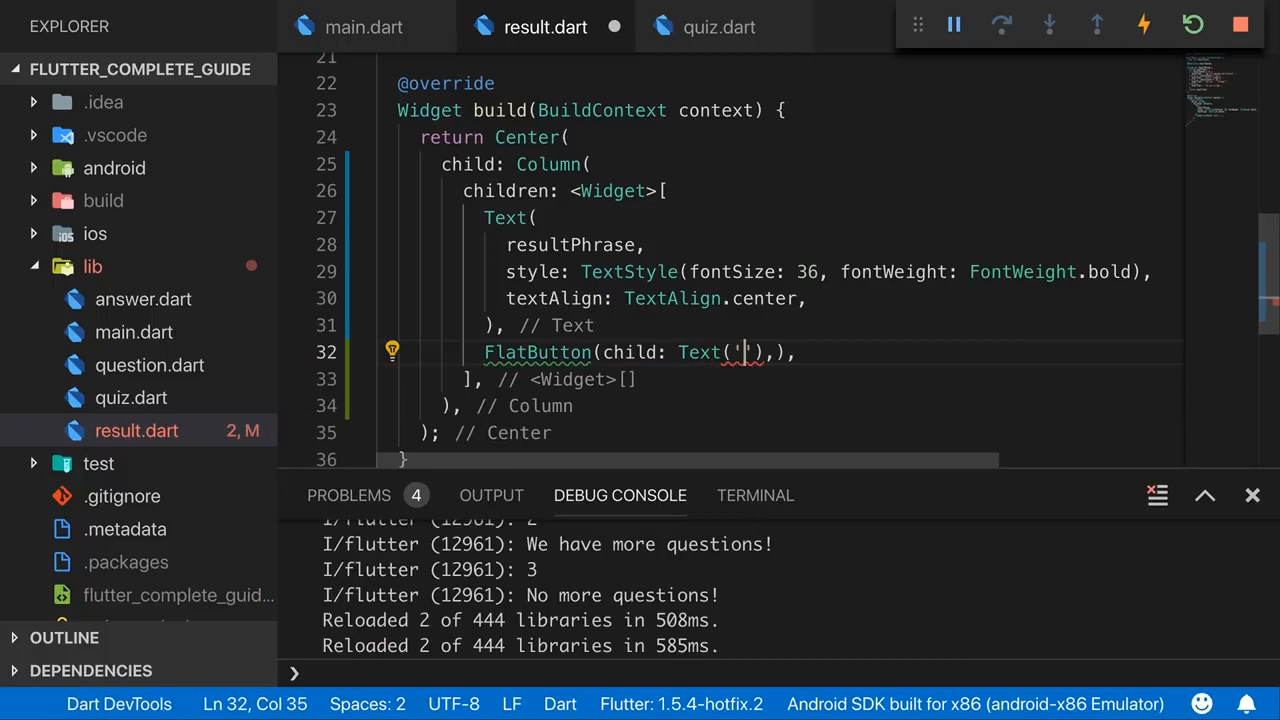 EXPLORER
main.dart
result.dart
quiz.dart
FLUTTER_COMPLETE_GUIDE
.idea
.vscode
android
build
ios
lib
answer.dart
main.dart
question.dart
quiz.dart
result.dart 2, M
test
.gitignore
.metadata
.packages
flutter_complete_guid...
OUTLINE
DEPENDENCIES
21
22 @override
23 Widget build(BuildContext context) {
24 return Center(
25 child: Column(
26 children: <Widget>[
27 Text(
28 resultPhrase,
29 style: TextStyle(fontSize: 36, fontWeight: FontWeight.bold),
30 textAlign: TextAlign.center,
31 ), // Text
32 FlatButton(child: Text(''),),
33 ], // <Widget>[]
34 ), // Column
35 ); // Center
36 }
PROBLEMS 4 OUTPUT DEBUG CONSOLE TERMINAL
I/flutter (12961): 2
I/flutter (12961): We have more questions!
I/flutter (12961): 3
I/flutter (12961): No more questions!
Reloaded 2 of 444 libraries in 508ms.
Reloaded 2 of 444 libraries in 585ms.
❯
Dart DevTools Ln 32, Col 35 Spaces: 2 UTF-8 LF Dart Flutter: 1.5.4-hotfix.2 Android SDK built for x86 (android-x86 Emulator)